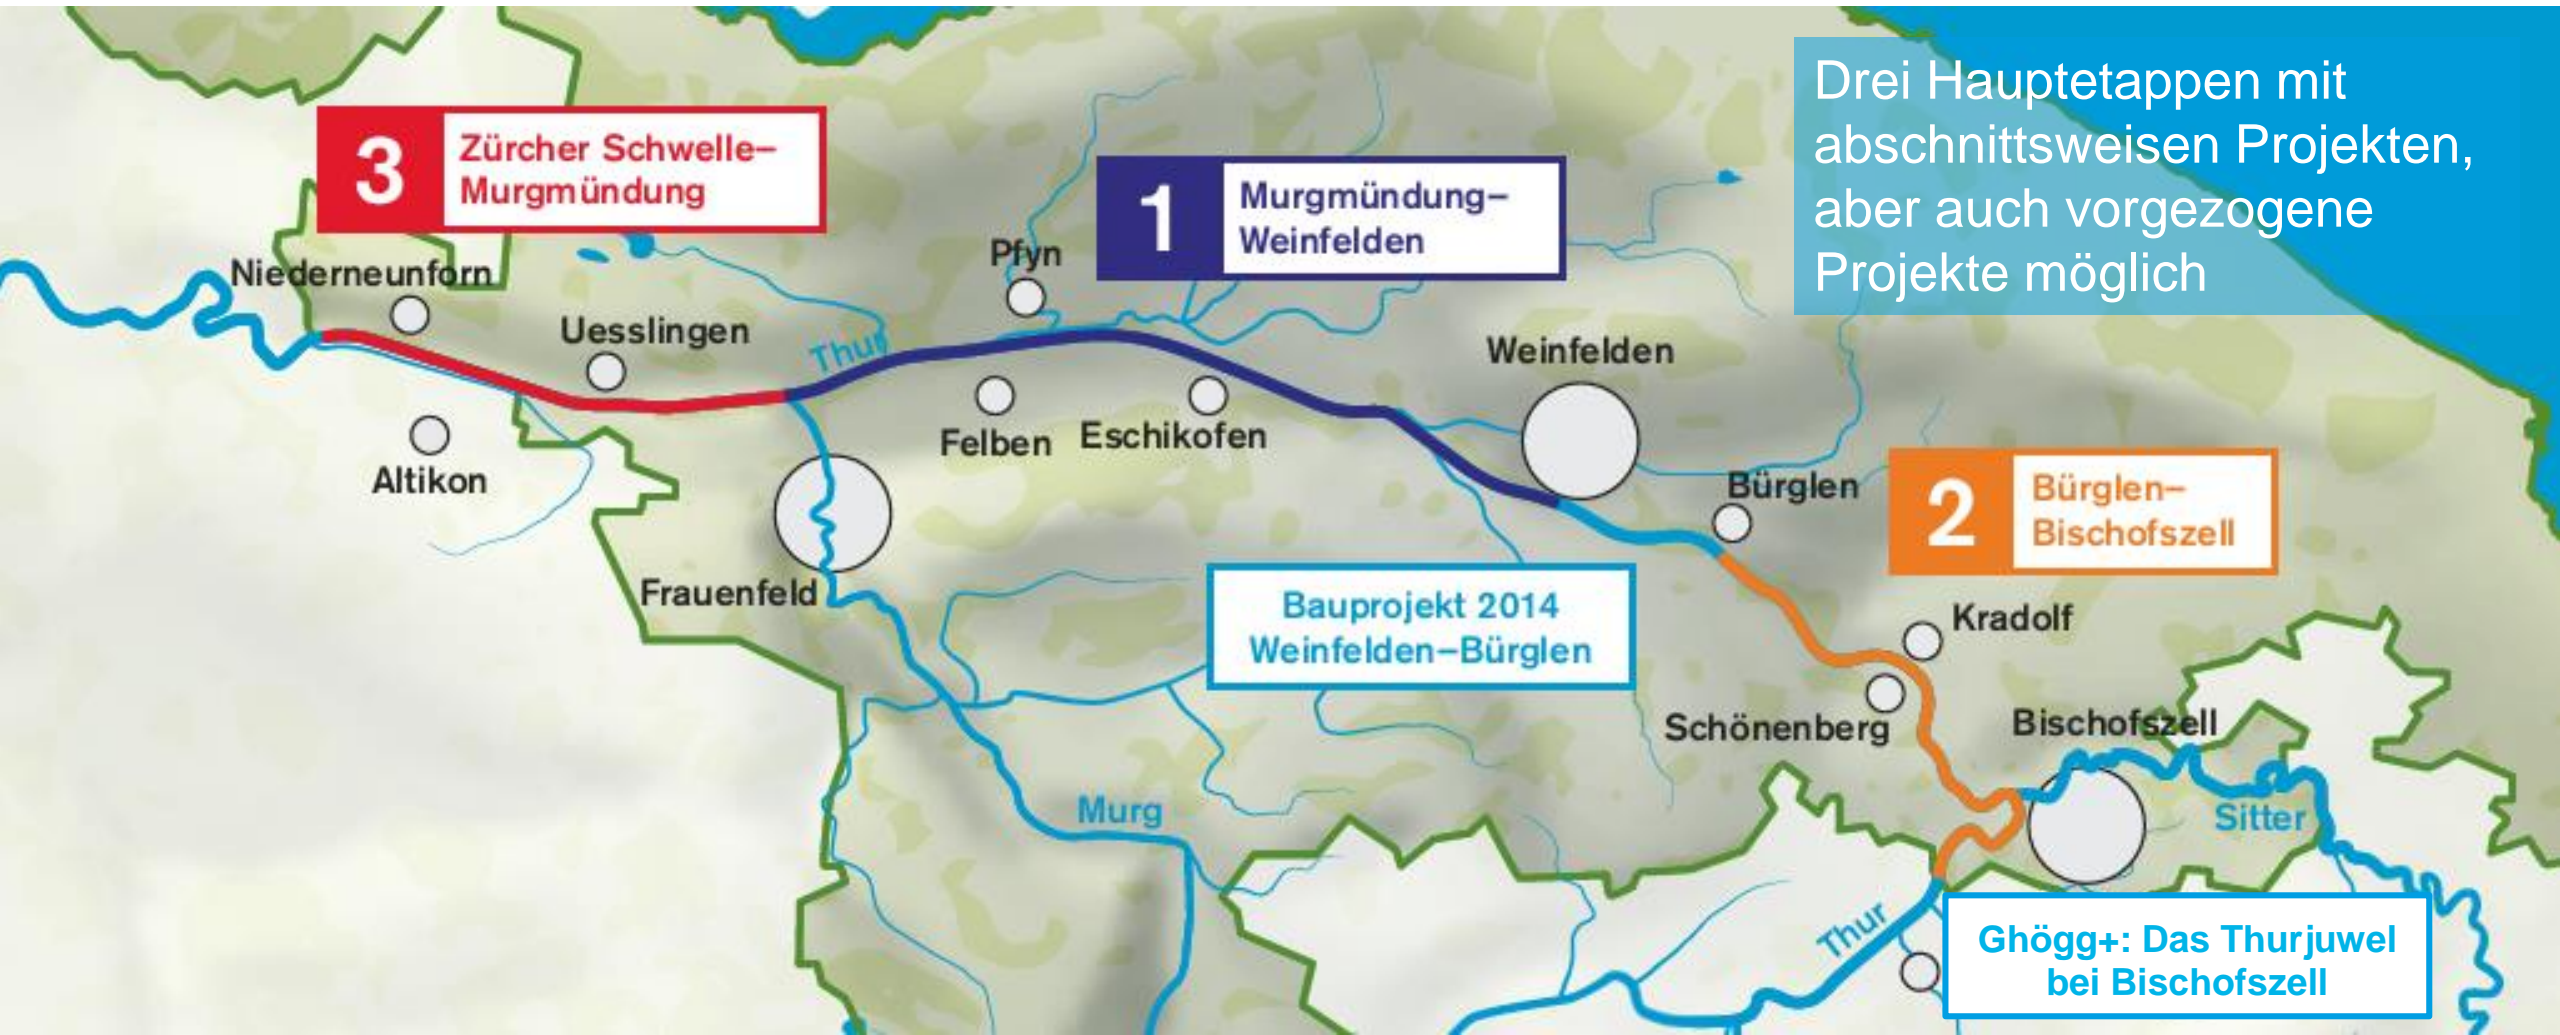 Drei Hauptetappen mit
abschnittsweisen Projekten,
aber auch vorgezogene
Projekte möglich
3
Zürcher Schwelle–
Murgmündung
1
Murgmündung–
Weinfelden
Pfyn
Niederneunforn
Uesslingen
Thur
Weinfelden
Felben
Eschikofen
Altikon
Bürglen
2
Bürglen–
Bischofszell
Frauenfeld
Bauprojekt 2014
Weinfelden–Bürglen
Kradolf
Schönenberg
Bischofszell
Murg
Sitter
Thur
Ghögg+: Das Thurjuwel
bei Bischofszell